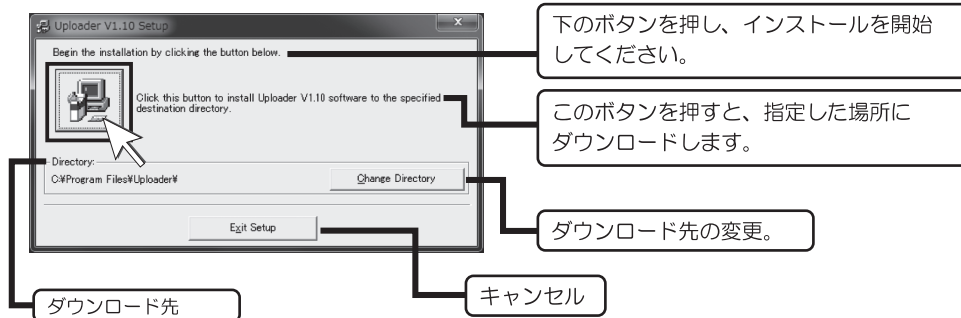 Uploader V1.10 Setup
Begin the installation by clicking the button below.
下のボタンを押し、インストールを開始
してください。
Click this button to install Uploader V1.10 software to the specified
destination directory.
このボタンを押すと、指定した場所に
ダウンロードします。
Directory:
C:¥Program Files¥Uploader¥
Change Directory
ダウンロード先の変更。
Exit Setup
キャンセル
ダウンロード先